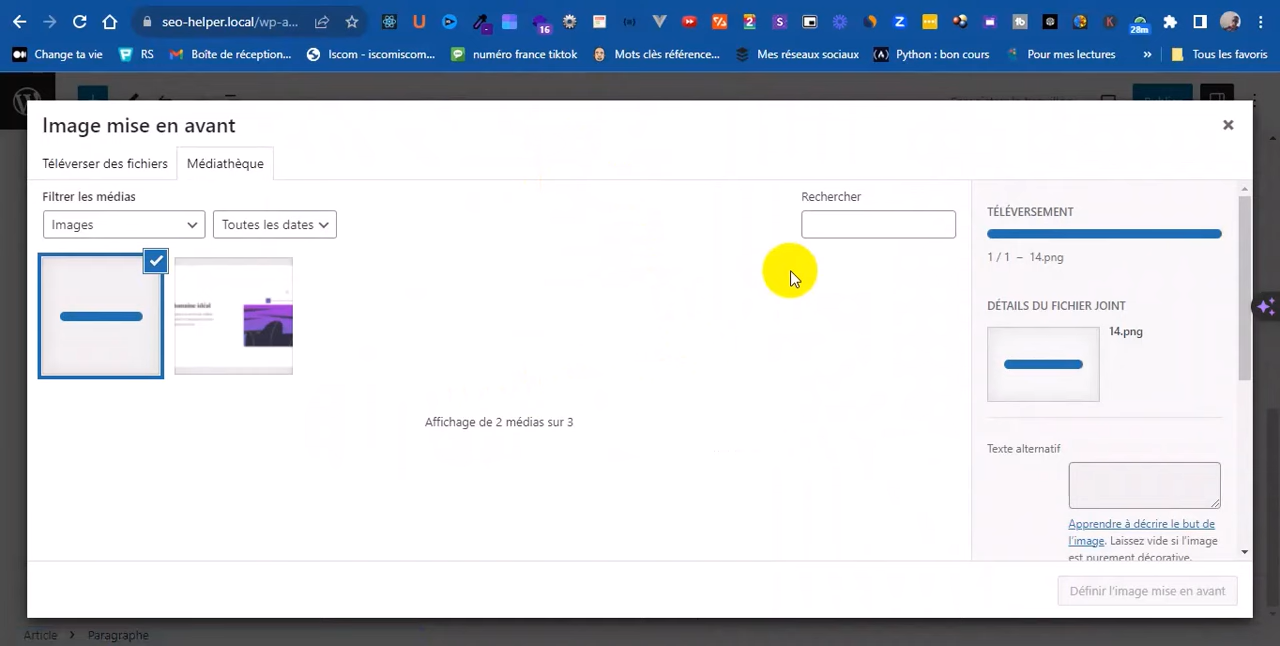 seo-helper.local/wp-a...
16
28m
Change ta vie
RS
Boîte de réception...
Iscom – iscomiscom...
numéro france tiktok
Mots clés référence...
Mes réseaux sociaux
Python : bon cours
Pour mes lectures
»
Tous les favoris
Image mise en avant
Téléverser des fichiers
Médiathèque
Filtrer les médias
Rechercher
Images
Toutes les dates
TÉLÉVERSEMENT
1 / 1 – 14.png
DÉTAILS DU FICHIER JOINT
14.png
Affichage de 2 médias sur 3
Texte alternatif
Apprendre à décrire le but de
l'image. Laissez vide si l'image
est purement décorative.
Définir l'image mise en avant
Article > Paragraphe